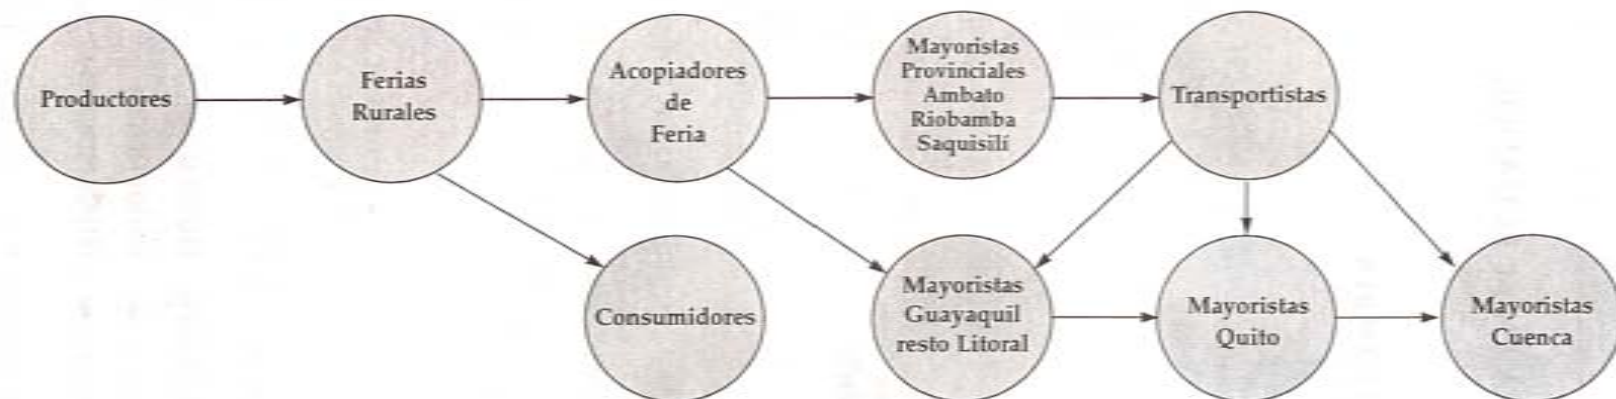 Productores
Ferias
Rurales
Acopiadores
de
Feria
Mayoristas
Provinciales
Ambato
Riobamba
Saquisilí
Transportistas
Consumidores
Mayoristas
Guayaquil
resto Litoral
Mayoristas
Quito
Mayoristas
Cuenca